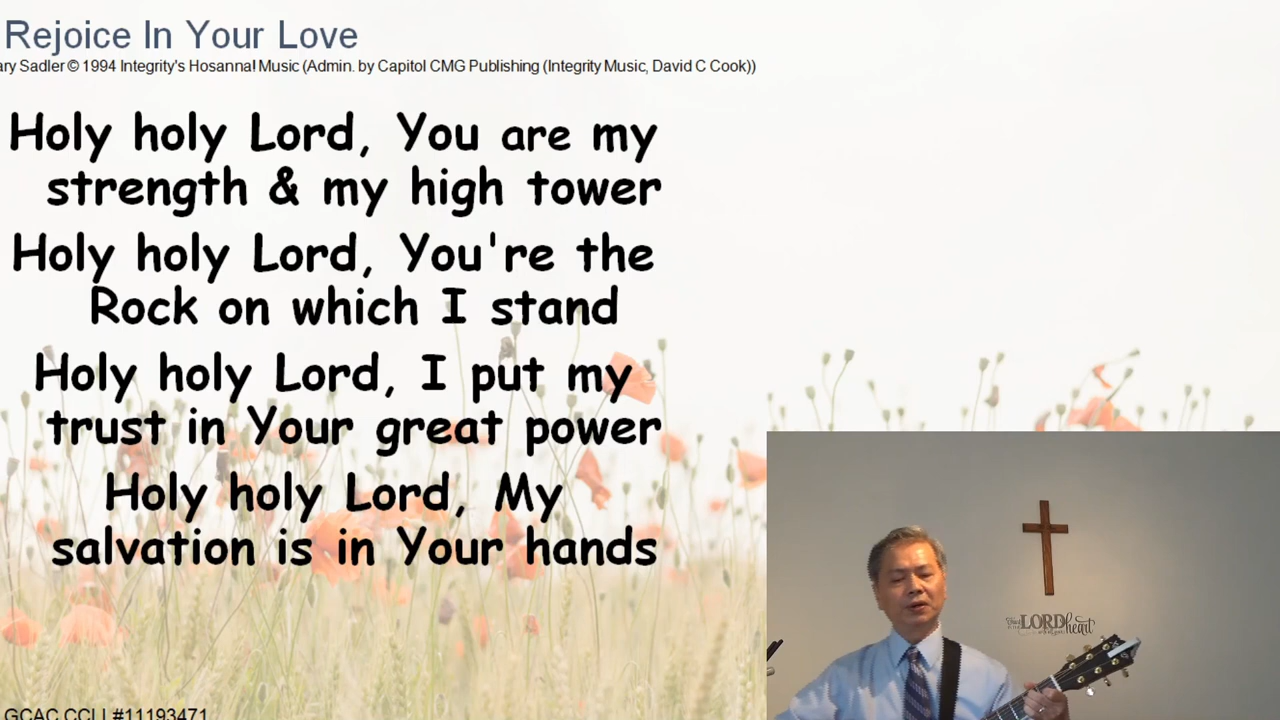 Rejoice In Your Love
ary Sadler © 1994 Integrity's Hosanna! Music (Admin. by Capitol CMG Publishing (Integrity Music, David C Cook))
Holy holy Lord, You are my
strength & my high tower
Holy holy Lord, You're the
Rock on which I stand
Holy holy Lord, I put my
trust in Your great power
Holy holy Lord, My
salvation is in Your hands
LORD
heart
GCAC CCLI #11193471